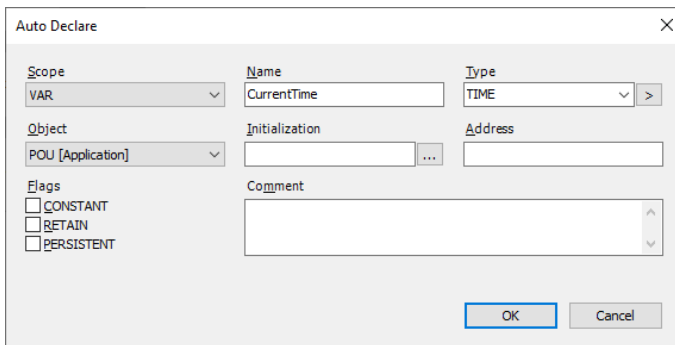 Auto Declare
Scope Name Type
VAR CurrentTime TIME >
Object Initialization Address
POU [Application] ...
Flags Comment
CONSTANT
RETAIN
PERSISTENT
OK Cancel